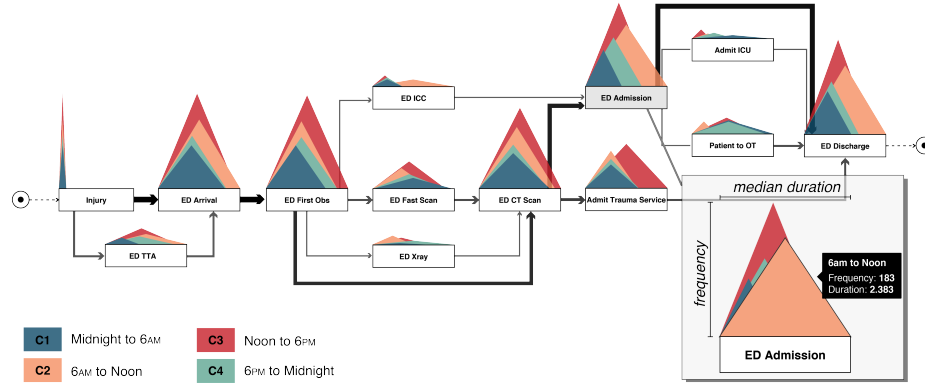 Admit ICU
ED ICC
ED Admission
Patient to OT
ED Discharge
Injury
ED Arrival
ED First Obs
ED Fast Scan
ED CT Scan
Admit Trauma Service
ED TTA
ED Xray
median duration
frequency
6am to Noon
Frequency: 183
Duration: 2.383
ED Admission
C1 Midnight to 6AM
C3 Noon to 6PM
C2 6AM to Noon
C4 6PM to Midnight